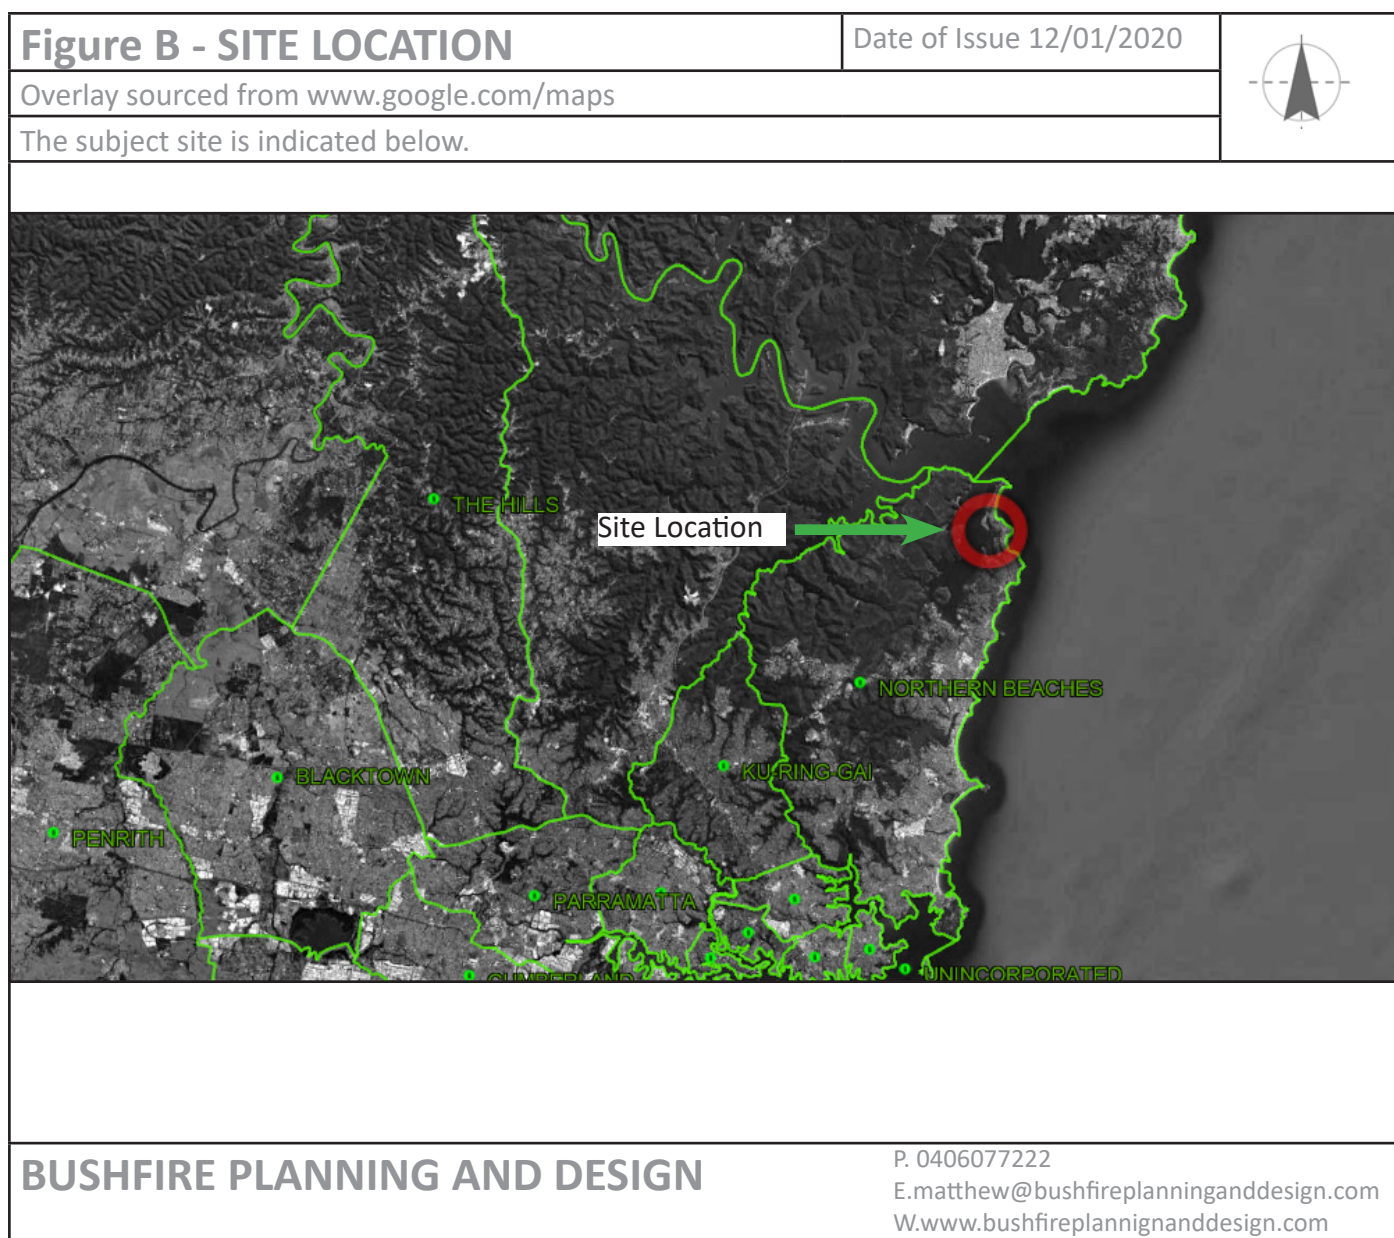 Figure B - SITE LOCATION
Date of Issue 12/01/2020
Overlay sourced from www.google.com/maps
The subject site is indicated below.
THE HILLS
Site Location
NORTHERN BEACHES
KU-RING-GAI
BLACKTOWN
PENRITH
PARRAMATTA
CUMBERLAND
UNINCORPORATED
BUSHFIRE PLANNING AND DESIGN
P. 0406077222
E.matthew@bushfireplanninganddesign.com
W.www.bushfireplannignanddesign.com